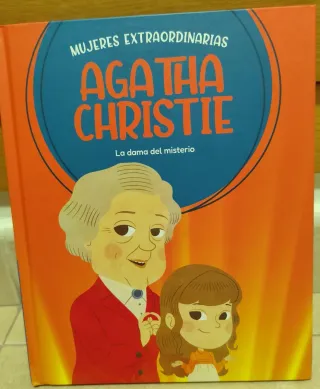 MUJERES EXTRAORDINARIAS
AGATHA
CHRISTIE
La dama del misterio